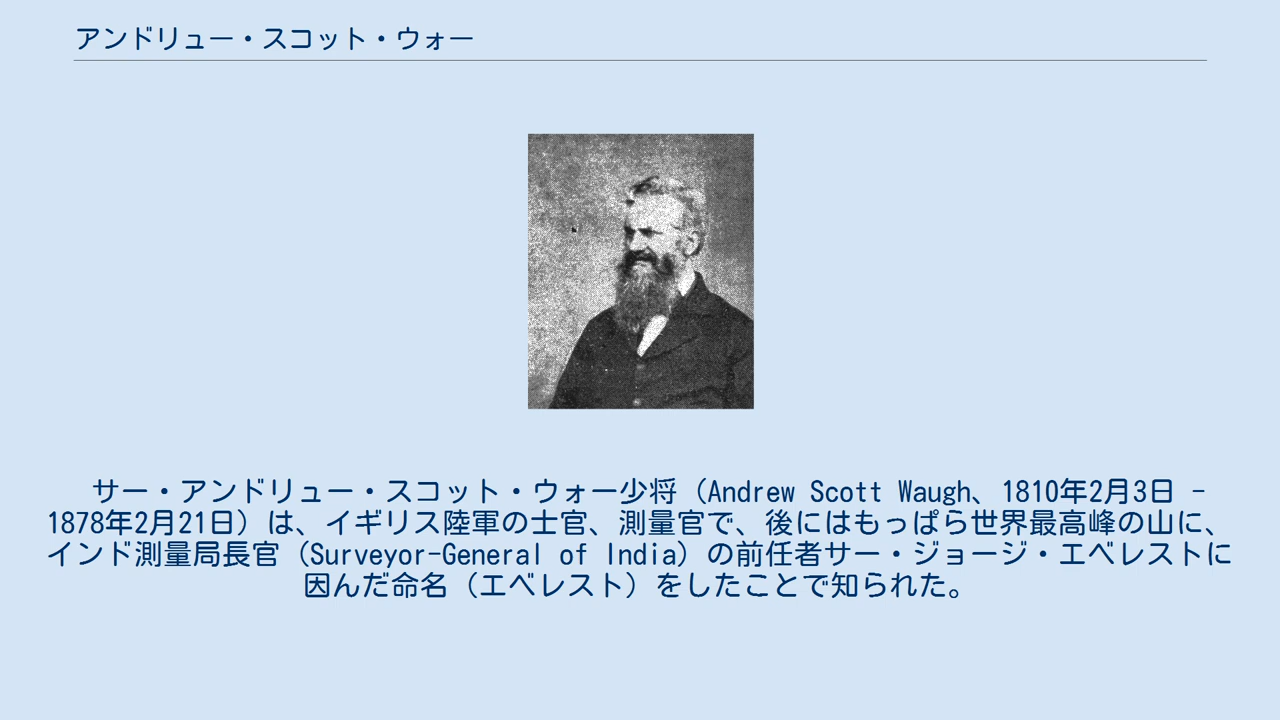 アンドリュー・スコット・ウォー
サー・アンドリュー・スコット・ウォー少将（Andrew Scott Waugh、1810年2月3日 -
1878年2月21日）は、イギリス陸軍の士官、測量官で、後にはもっぱら世界最高峰の山に、
インド測量局長官（Surveyor-General of India）の前任者サー・ジョージ・エベレストに
因んだ命名（エベレスト）をしたことで知られた。